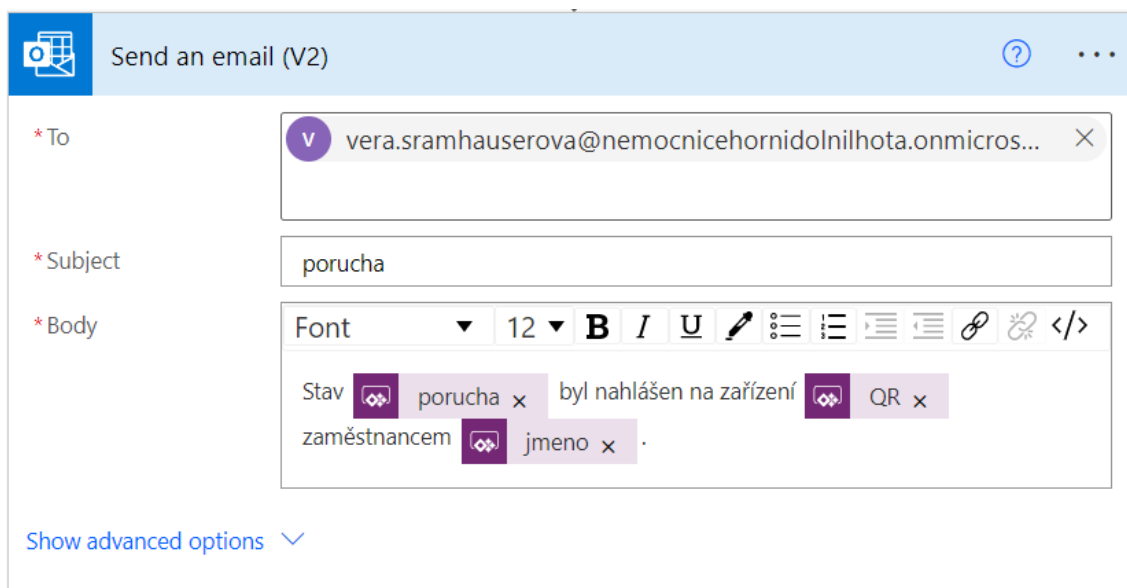 Send an email (V2)
* To
V vera.sramhauserova@nemocnicehornidolnilhota.onmicros...
* Subject
porucha
* Body
Font 12 B I U </>
Stav porucha × byl nahlášen na zařízení QR ×
zaměstnancem jmeno × .
Show advanced options